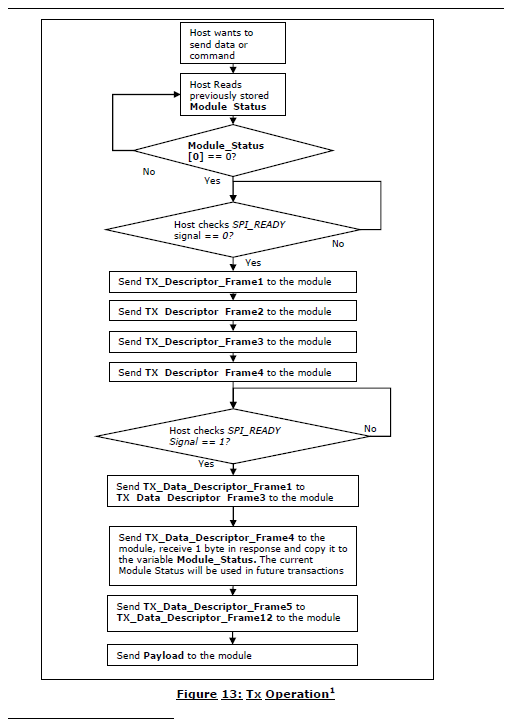 Host wants to
send data or
command
Host Reads
previously stored
Module Status
Module_Status
[0] == 0?
No
Yes
Host checks SPI_READY
signal == 0?
No
Yes
Send TX_Descriptor_Frame1 to the module
Send TX Descriptor Frame2 to the module
Send TX_Descriptor_Frame3 to the module
Send TX Descriptor Frame4 to the module
Host checks SPI_READY
Signal == 1?
No
Yes
Send TX_Data_Descriptor_Frame1 to
TX Data Descriptor Frame3 to the module
Send TX_Data_Descriptor_Frame4 to the
module, receive 1 byte in response and copy it to
the variable Module_Status. The current
Module Status will be used in future transactions
Send TX_Data_Descriptor_Frame5 to
TX_Data_Descriptor_Frame12 to the module
Send Payload to the module
Figure 13: Tx Operation1